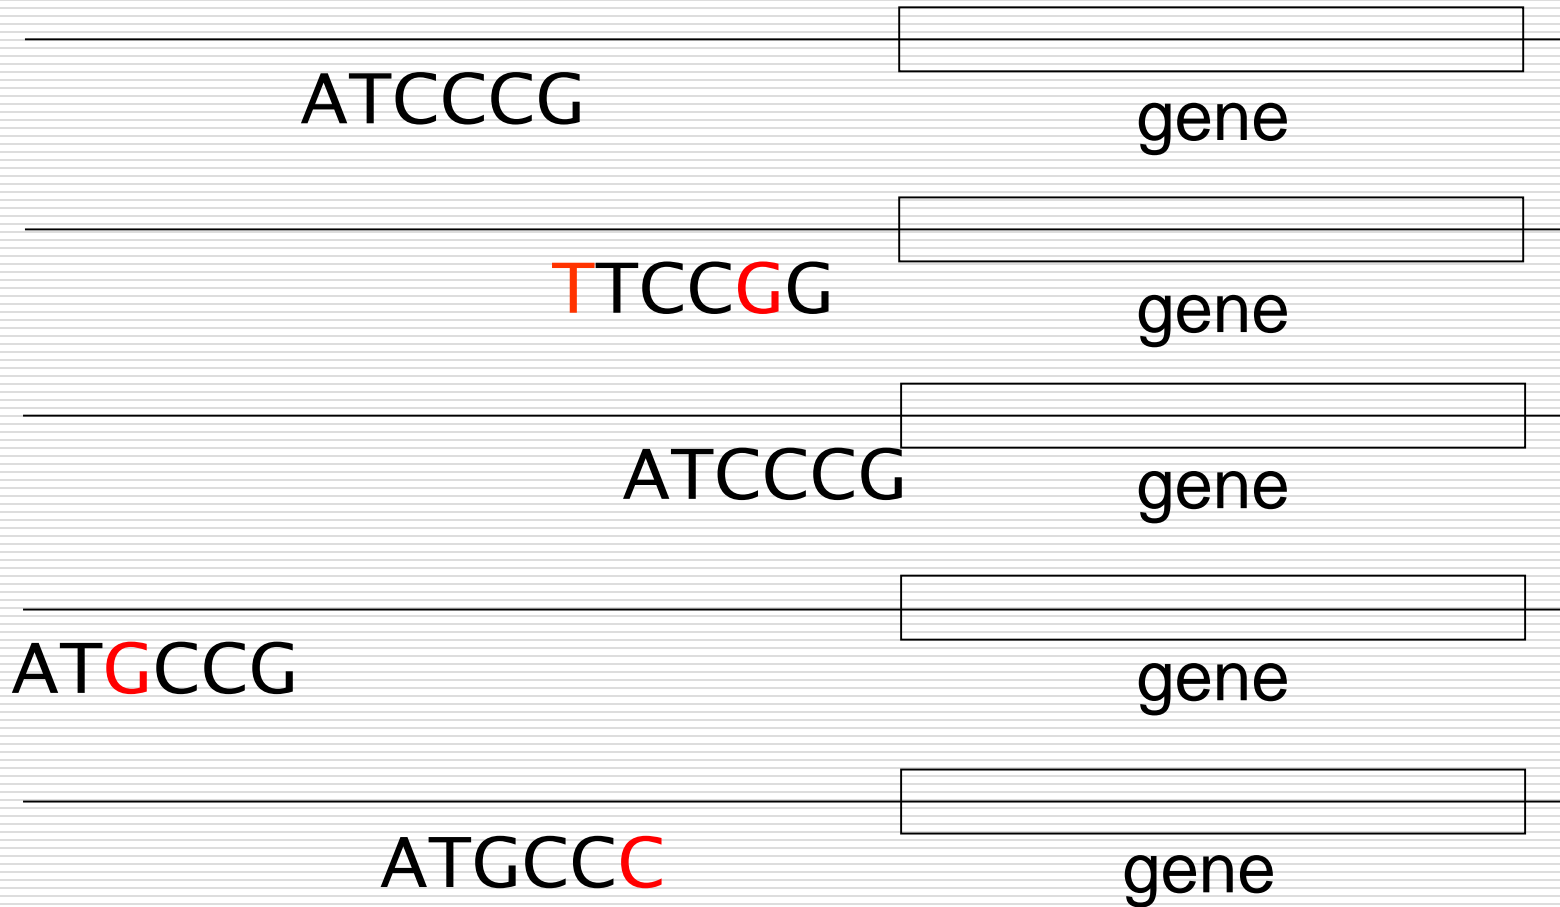 ATCCCG
gene
TTCCGG
gene
ATCCCG
gene
ATGCCG
gene
ATGCCC
gene